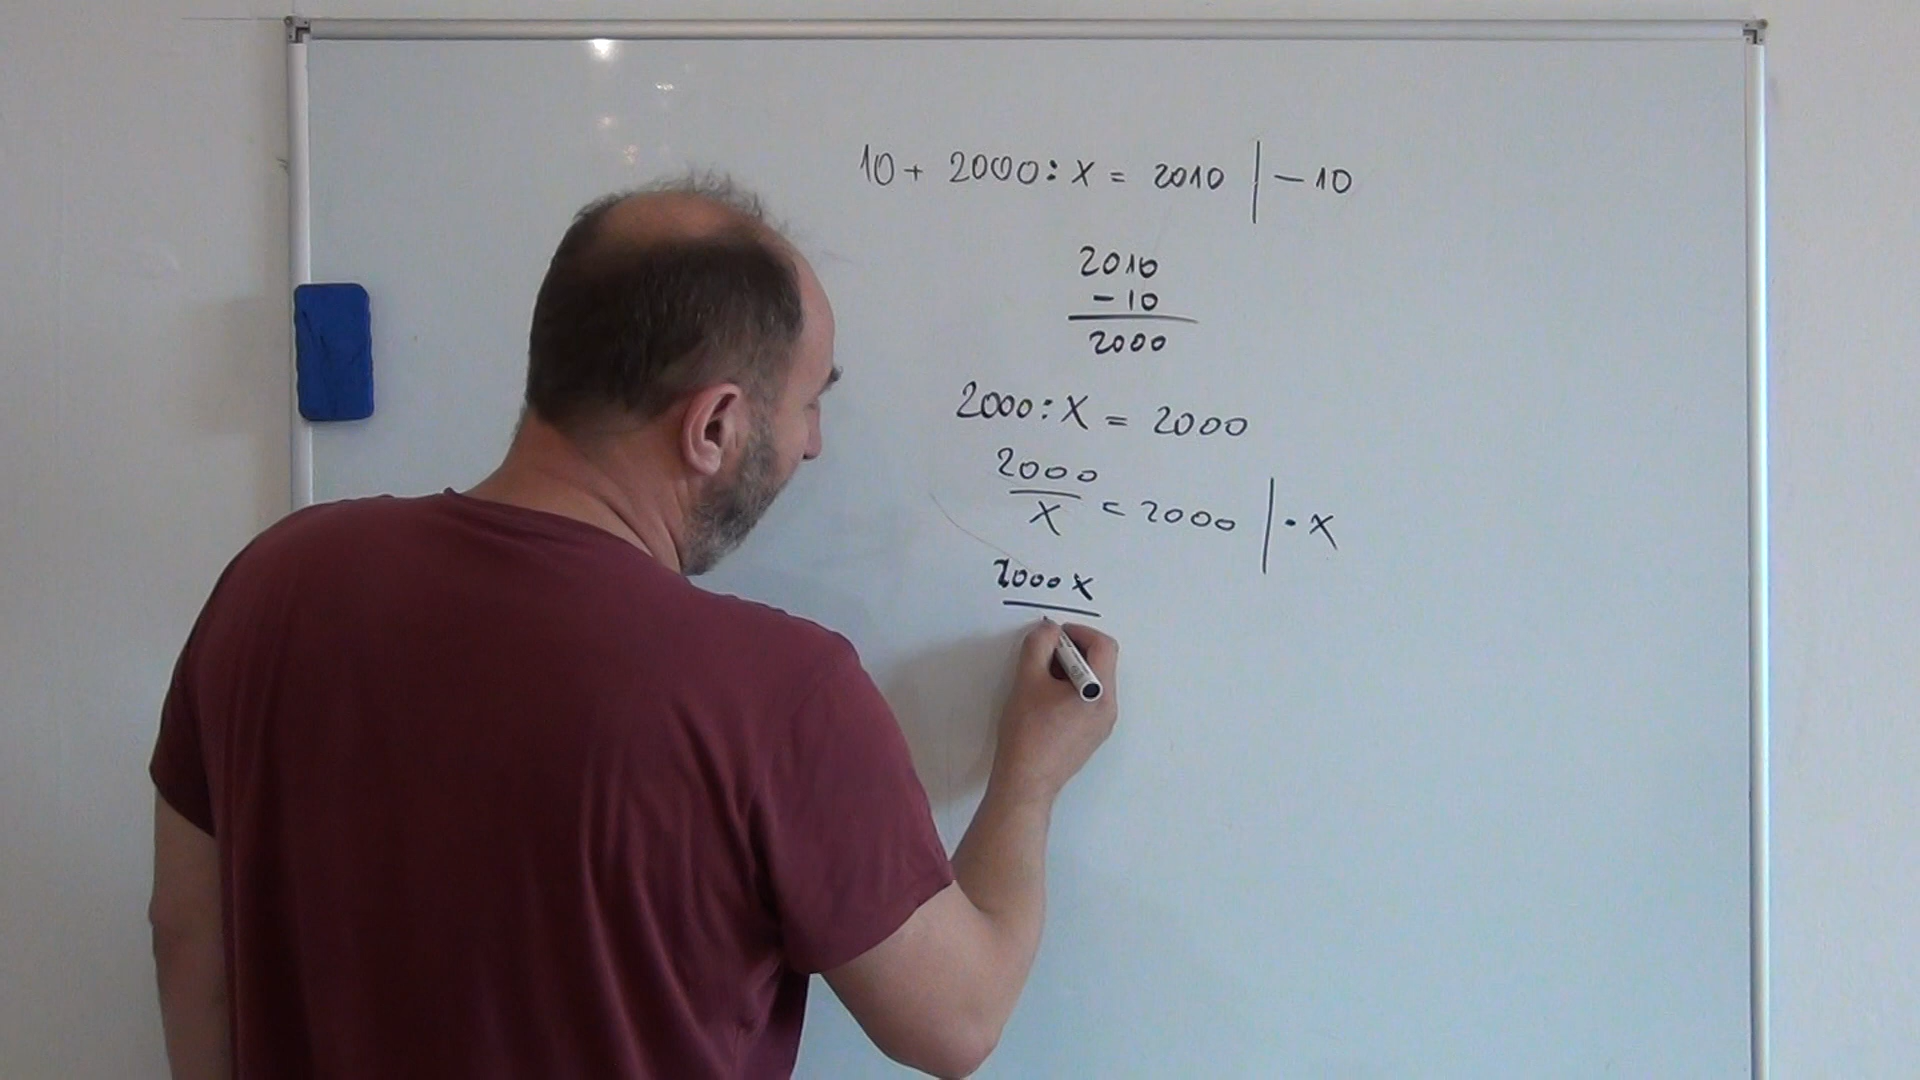 10 + 2000 : x = 2010 | - 10
2010
- 10
2000
2000 : x = 2000
2000
x = 2000 | · x
2000 x